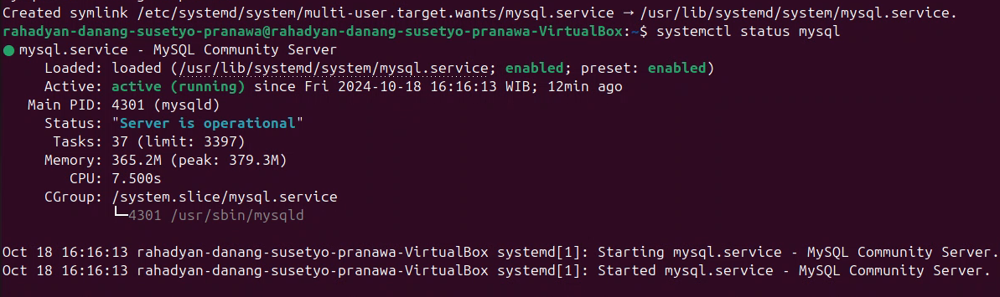 Created symlink /etc/systemd/system/multi-user.target.wants/mysql.service → /usr/lib/systemd/system/mysql.service.
rahadyan-danang-susetyo-pranawa@rahadyan-danang-susetyo-pranawa-VirtualBox:~$ systemctl status mysql
● mysql.service - MySQL Community Server
Loaded: loaded (/usr/lib/systemd/system/mysql.service; enabled; preset: enabled)
Active: active (running) since Fri 2024-10-18 16:16:13 WIB; 12min ago
Main PID: 4301 (mysqld)
Status: "Server is operational"
Tasks: 37 (limit: 3397)
Memory: 365.2M (peak: 379.3M)
CPU: 7.500s
CGroup: /system.slice/mysql.service
└─4301 /usr/sbin/mysqld
Oct 18 16:16:13 rahadyan-danang-susetyo-pranawa-VirtualBox systemd[1]: Starting mysql.service - MySQL Community Server.
Oct 18 16:16:13 rahadyan-danang-susetyo-pranawa-VirtualBox systemd[1]: Started mysql.service - MySQL Community Server.